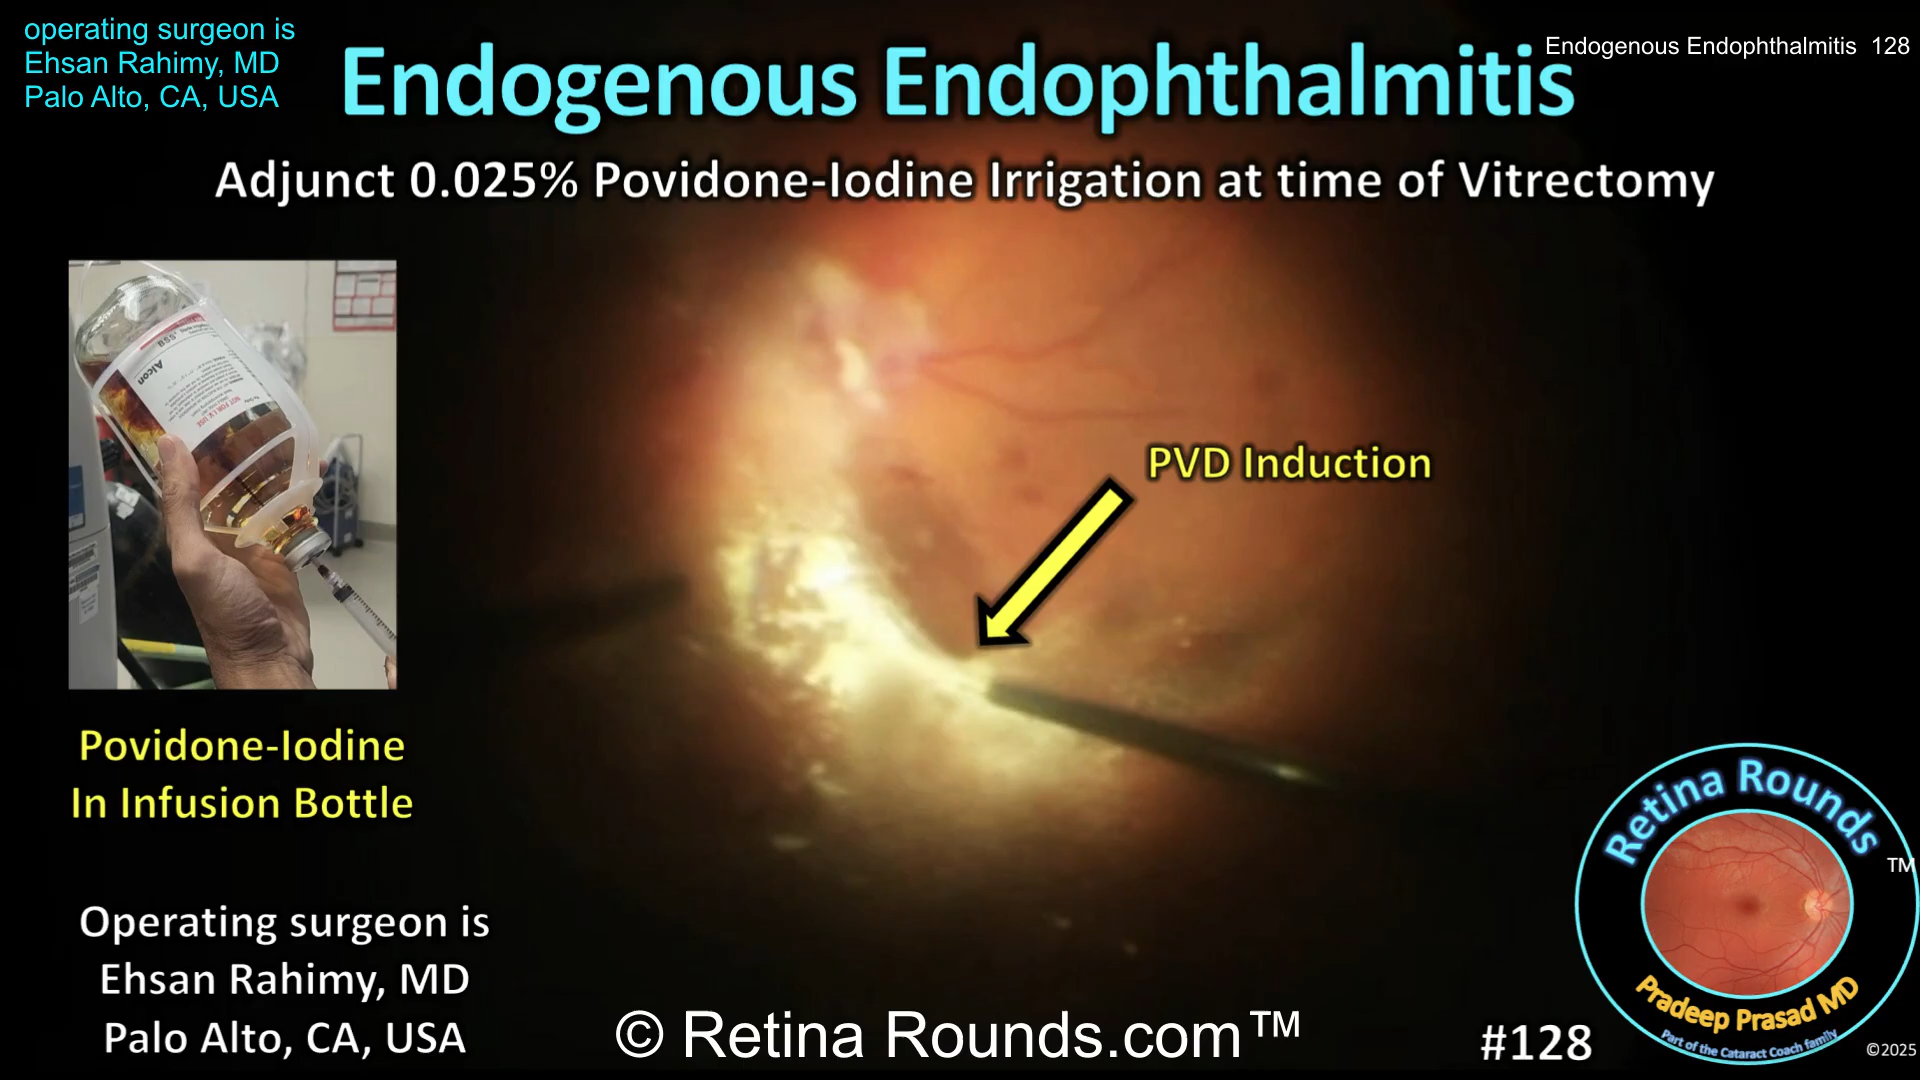 operating surgeon is
Ehsan Rahimy, MD
Palo Alto, CA, USA
Endogenous Endophthalmitis 128
Endogenous Endophthalmitis
Adjunct 0.025% Povidone-Iodine Irrigation at time of Vitrectomy
BSS
Alcon
NOT FOR I.V. USE
PVD Induction
Povidone-Iodine
In Infusion Bottle
Operating surgeon is
Ehsan Rahimy, MD
Palo Alto, CA, USA
© Retina Rounds.com™
#128
Retina Rounds
TM
Pradeep Prasad MD
Part of the Cataract Coach family
©2025